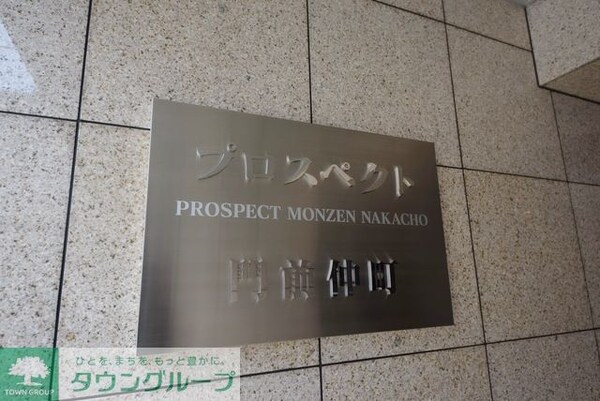 プロスペクト
PROSPECT MONZEN NAKACHO
門前仲町
ひとを、まちを、もっと豊かに。
タウングループ
TOWN GROUP